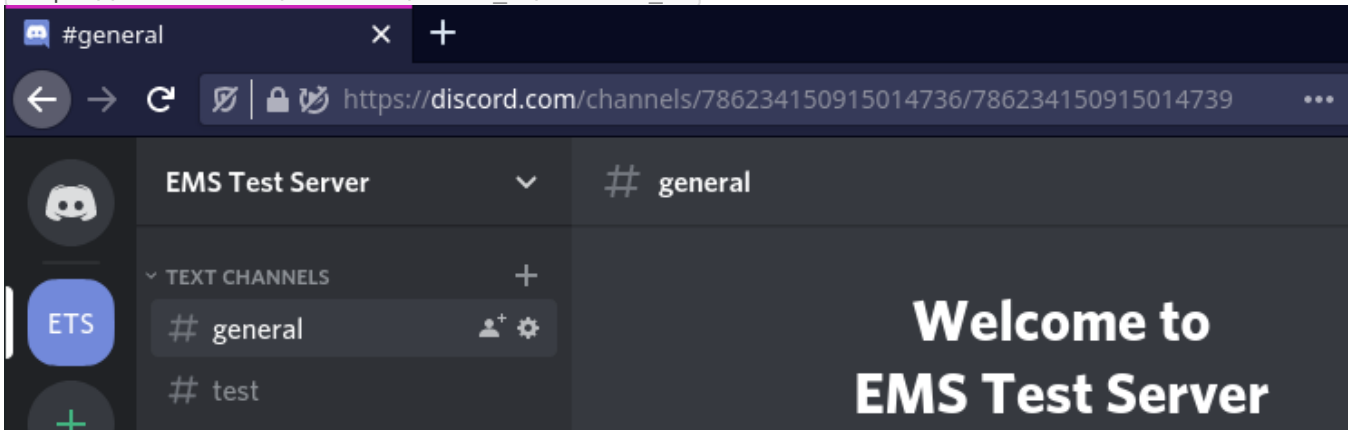 #general
https://discord.com/channels/786234150915014736/786234150915014739
EMS Test Server
# general
TEXT CHANNELS
ETS
# general
# test
Welcome to
EMS Test Server